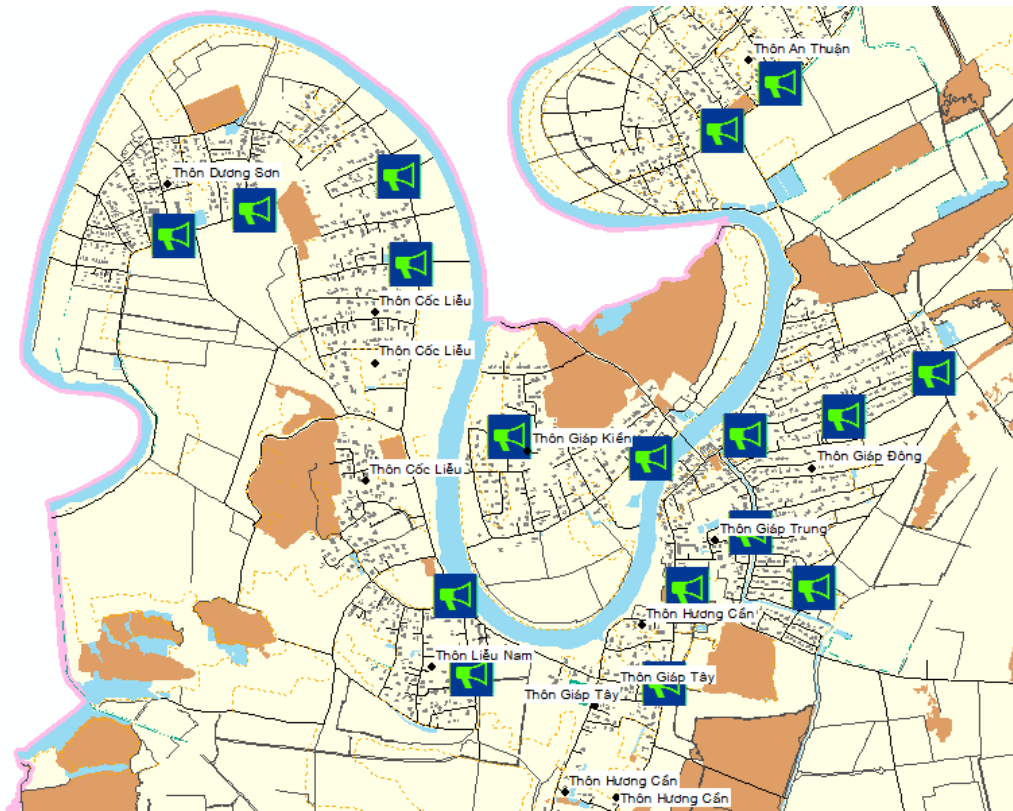 Thôn An Thuận
Thôn Dương Sơn
Thôn Cốc Liễu
Thôn Cốc Liễu
Thôn Giáp Kiền
Thôn Giáp Đông
Thôn Cốc Liễu
Thôn Giáp Trung
Thôn Hương Cần
Thôn Liễu Nam
Thôn Giáp Tây
Thôn Giáp Tây
Thôn Hương Cần
Thôn Hương Cần